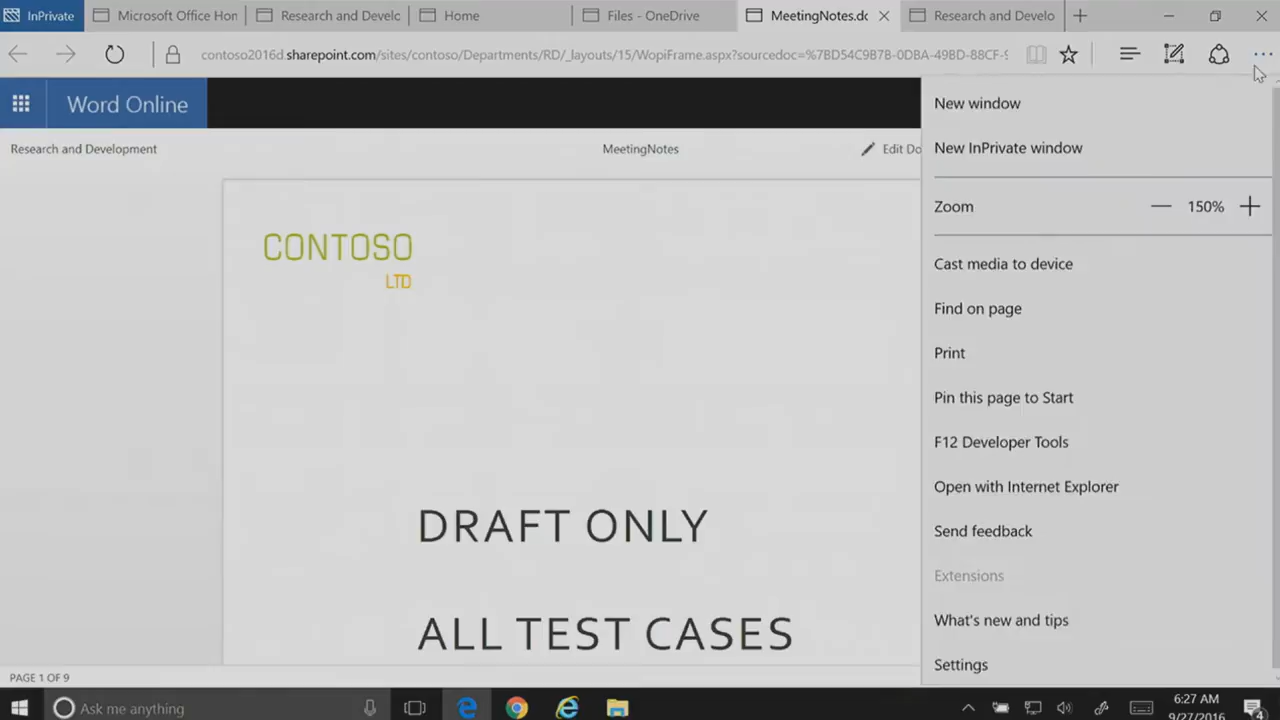 InPrivate
Microsoft Office Hon
Research and Develo
Home
Files - OneDrive
MeetingNotes.do
Research and Develo
contoso2016d.sharepoint.com/sites/contoso/Departments/RD/_layouts/15/WopiFrame.aspx?sourcedoc=%7BD54C9B7B-0DBA-49BD-88CF-9
Word Online
Research and Development
MeetingNotes
Edit Do
CONTOSO
LTD
DRAFT ONLY
ALL TEST CASES
PAGE 1 OF 9
New window
New InPrivate window
Zoom
150%
Cast media to device
Find on page
Print
Pin this page to Start
F12 Developer Tools
Open with Internet Explorer
Send feedback
Extensions
What's new and tips
Settings
Ask me anything
6:27 AM
9/27/2016
4